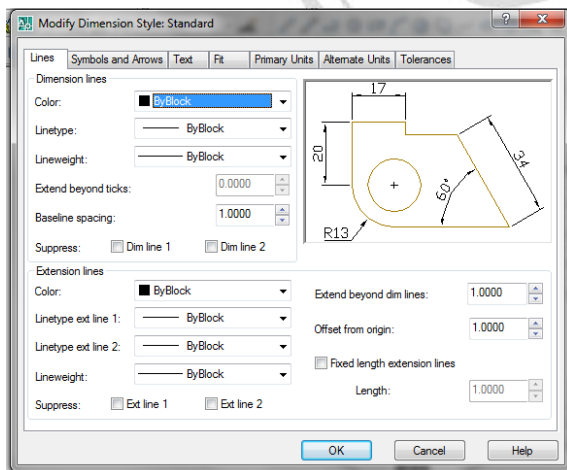 Modify Dimension Style: Standard
Lines Symbols and Arrows Text Fit Primary Units Alternate Units Tolerances
Dimension lines
Color: ByBlock
Linetype: ByBlock
Lineweight: ByBlock
Extend beyond ticks: 0.0000
Baseline spacing: 1.0000
Suppress: Dim line 1 Dim line 2
17
20
34
60°
R13
Extension lines
Color: ByBlock
Linetype ext line 1: ByBlock
Linetype ext line 2: ByBlock
Lineweight: ByBlock
Suppress: Ext line 1 Ext line 2
Extend beyond dim lines: 1.0000
Offset from origin: 1.0000
Fixed length extension lines
Length: 1.0000
OK Cancel Help